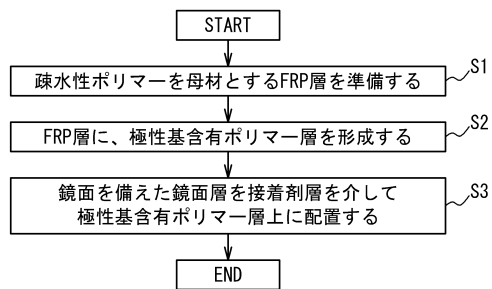 START
疎水性ポリマーを母材とするFRP層を準備する
S1
FRP層に、極性基含有ポリマー層を形成する
S2
鏡面を備えた鏡面層を接着剤層を介して
極性基含有ポリマー層上に配置する
S3
END